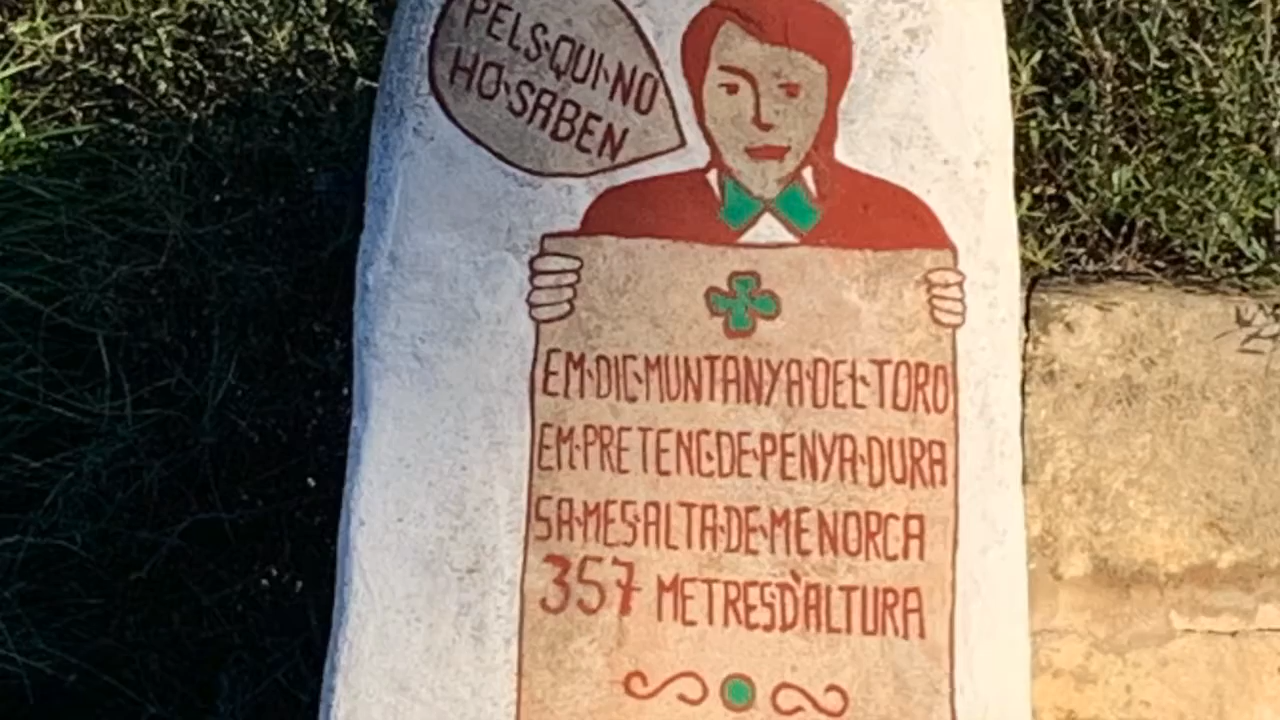 PELS·QUI·NO
HO·SABEN
EM·DIC·MUNTANYA·DEL·TORO
EM·PRETENC·DE·PENYA·DURA
SA·MES·ALTA·DE·MENORCA
357 METRES·D'ALTURA